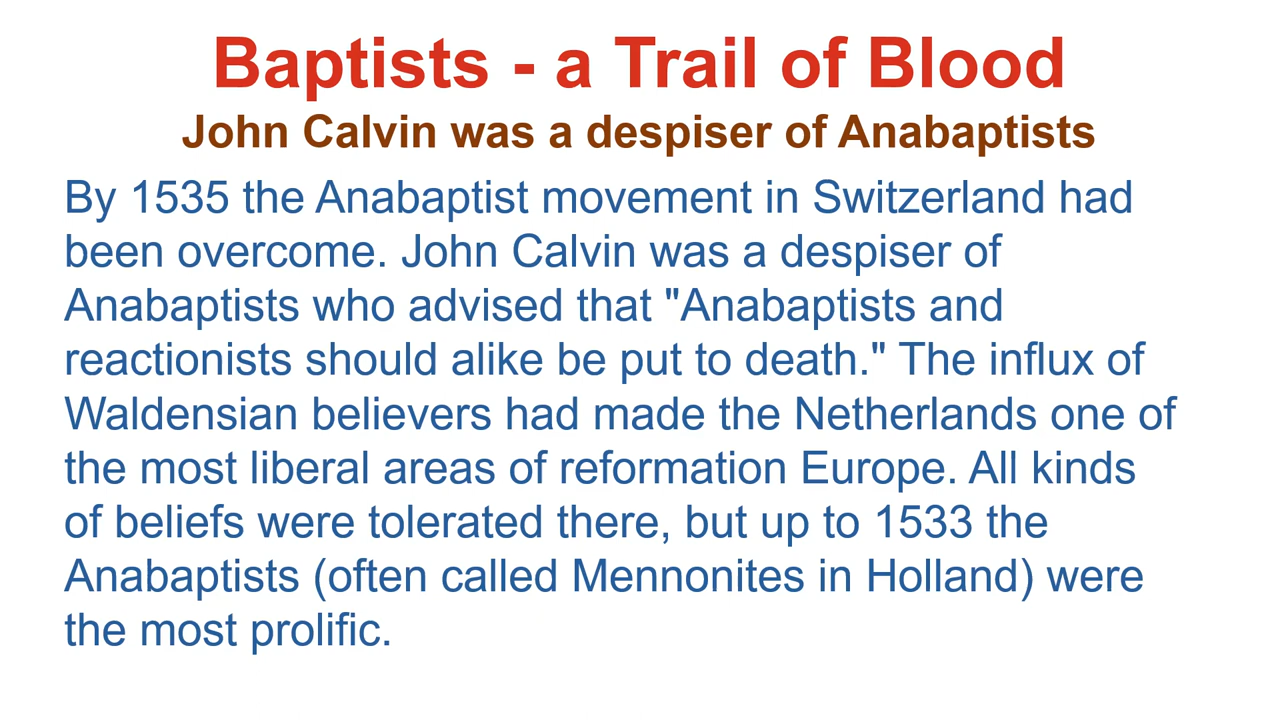 Baptists - a Trail of Blood
John Calvin was a despiser of Anabaptists
By 1535 the Anabaptist movement in Switzerland had
been overcome. John Calvin was a despiser of
Anabaptists who advised that "Anabaptists and
reactionists should alike be put to death." The influx of
Waldensian believers had made the Netherlands one of
the most liberal areas of reformation Europe. All kinds
of beliefs were tolerated there, but up to 1533 the
Anabaptists (often called Mennonites in Holland) were
the most prolific.